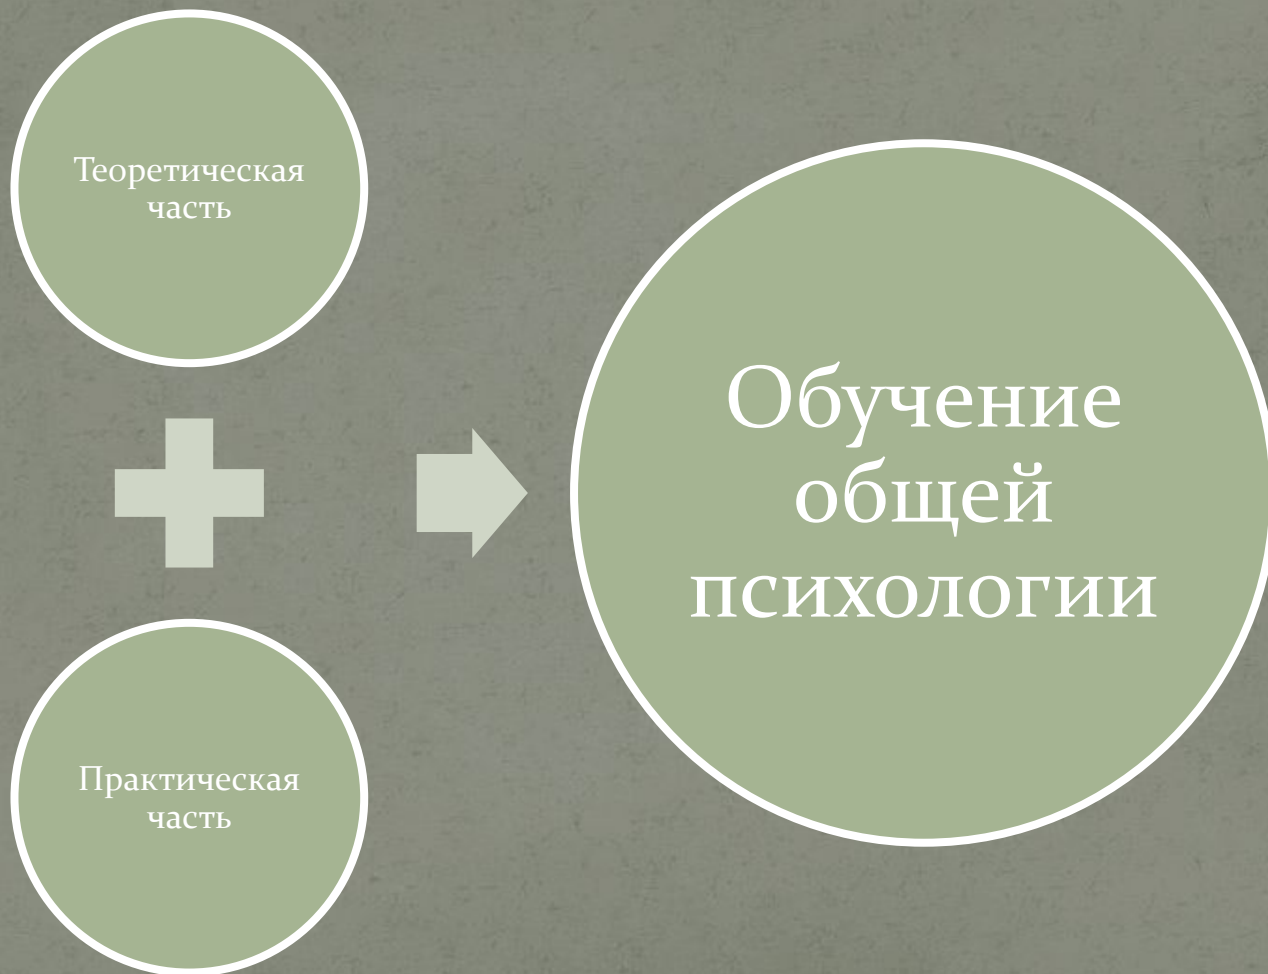 Теоретическая
часть
Практическая
часть
Обучение
общей
психологии